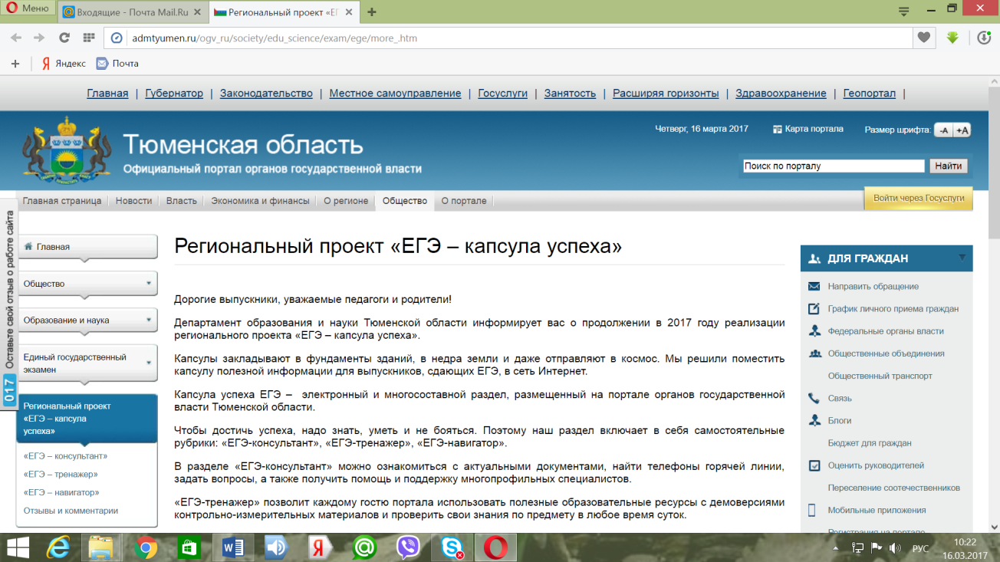 Меню
Входящие - Почта Mail.Ru
Региональный проект «ЕГ
admtyumen.ru/ogv_ru/society/edu_science/exam/ege/more_.htm
Яндекс
Почта
Главная | Губернатор | Законодательство | Местное самоуправление | Госуслуги | Занятость | Расширяя горизонты | Здравоохранение | Геопортал |
Четверг, 16 марта 2017
Карта портала
Размер шрифта: -А +А
Тюменская область
Официальный портал органов государственной власти
Поиск по порталу
Найти
Главная страница
Новости
Власть
Экономика и финансы
О регионе
Общество
О портале
Войти через Госуслуги
Оставьте свой отзыв о работе сайта
017
Главная
Общество
Образование и наука
Единый государственный
экзамен
Региональный проект
«ЕГЭ – капсула
успеха»
«ЕГЭ – консультант»
«ЕГЭ – тренажер»
«ЕГЭ – навигатор»
Отзывы и комментарии
Региональный проект «ЕГЭ – капсула успеха»
Дорогие выпускники, уважаемые педагоги и родители!
Департамент образования и науки Тюменской области информирует вас о продолжении в 2017 году реализации
регионального проекта «ЕГЭ – капсула успеха».
Капсулы закладывают в фундаменты зданий, в недра земли и даже отправляют в космос. Мы решили поместить
капсулу полезной информации для выпускников, сдающих ЕГЭ, в сеть Интернет.
Капсула успеха ЕГЭ – электронный и многосоставной раздел, размещенный на портале органов государственной
власти Тюменской области.
Чтобы достичь успеха, надо знать, уметь и не бояться. Поэтому наш раздел включает в себя самостоятельные
рубрики: «ЕГЭ-консультант», «ЕГЭ-тренажер», «ЕГЭ-навигатор».
В разделе «ЕГЭ-консультант» можно ознакомиться с актуальными документами, найти телефоны горячей линии,
задать вопросы, а также получить помощь и поддержку многопрофильных специалистов.
«ЕГЭ-тренажер» позволит каждому гостю портала использовать полезные образовательные ресурсы с демоверсиями
контрольно-измерительных материалов и проверить свои знания по предмету в любое время суток.
ДЛЯ ГРАЖДАН
Направить обращение
График личного приема граждан
Федеральные органы власти
Общественные объединения
Общественный транспорт
Связь
Блоги
Бюджет для граждан
Оценить руководителей
Переселение соотечественников
Мобильные приложения
Регистрация на портале
РУС
10:22
16.03.2017